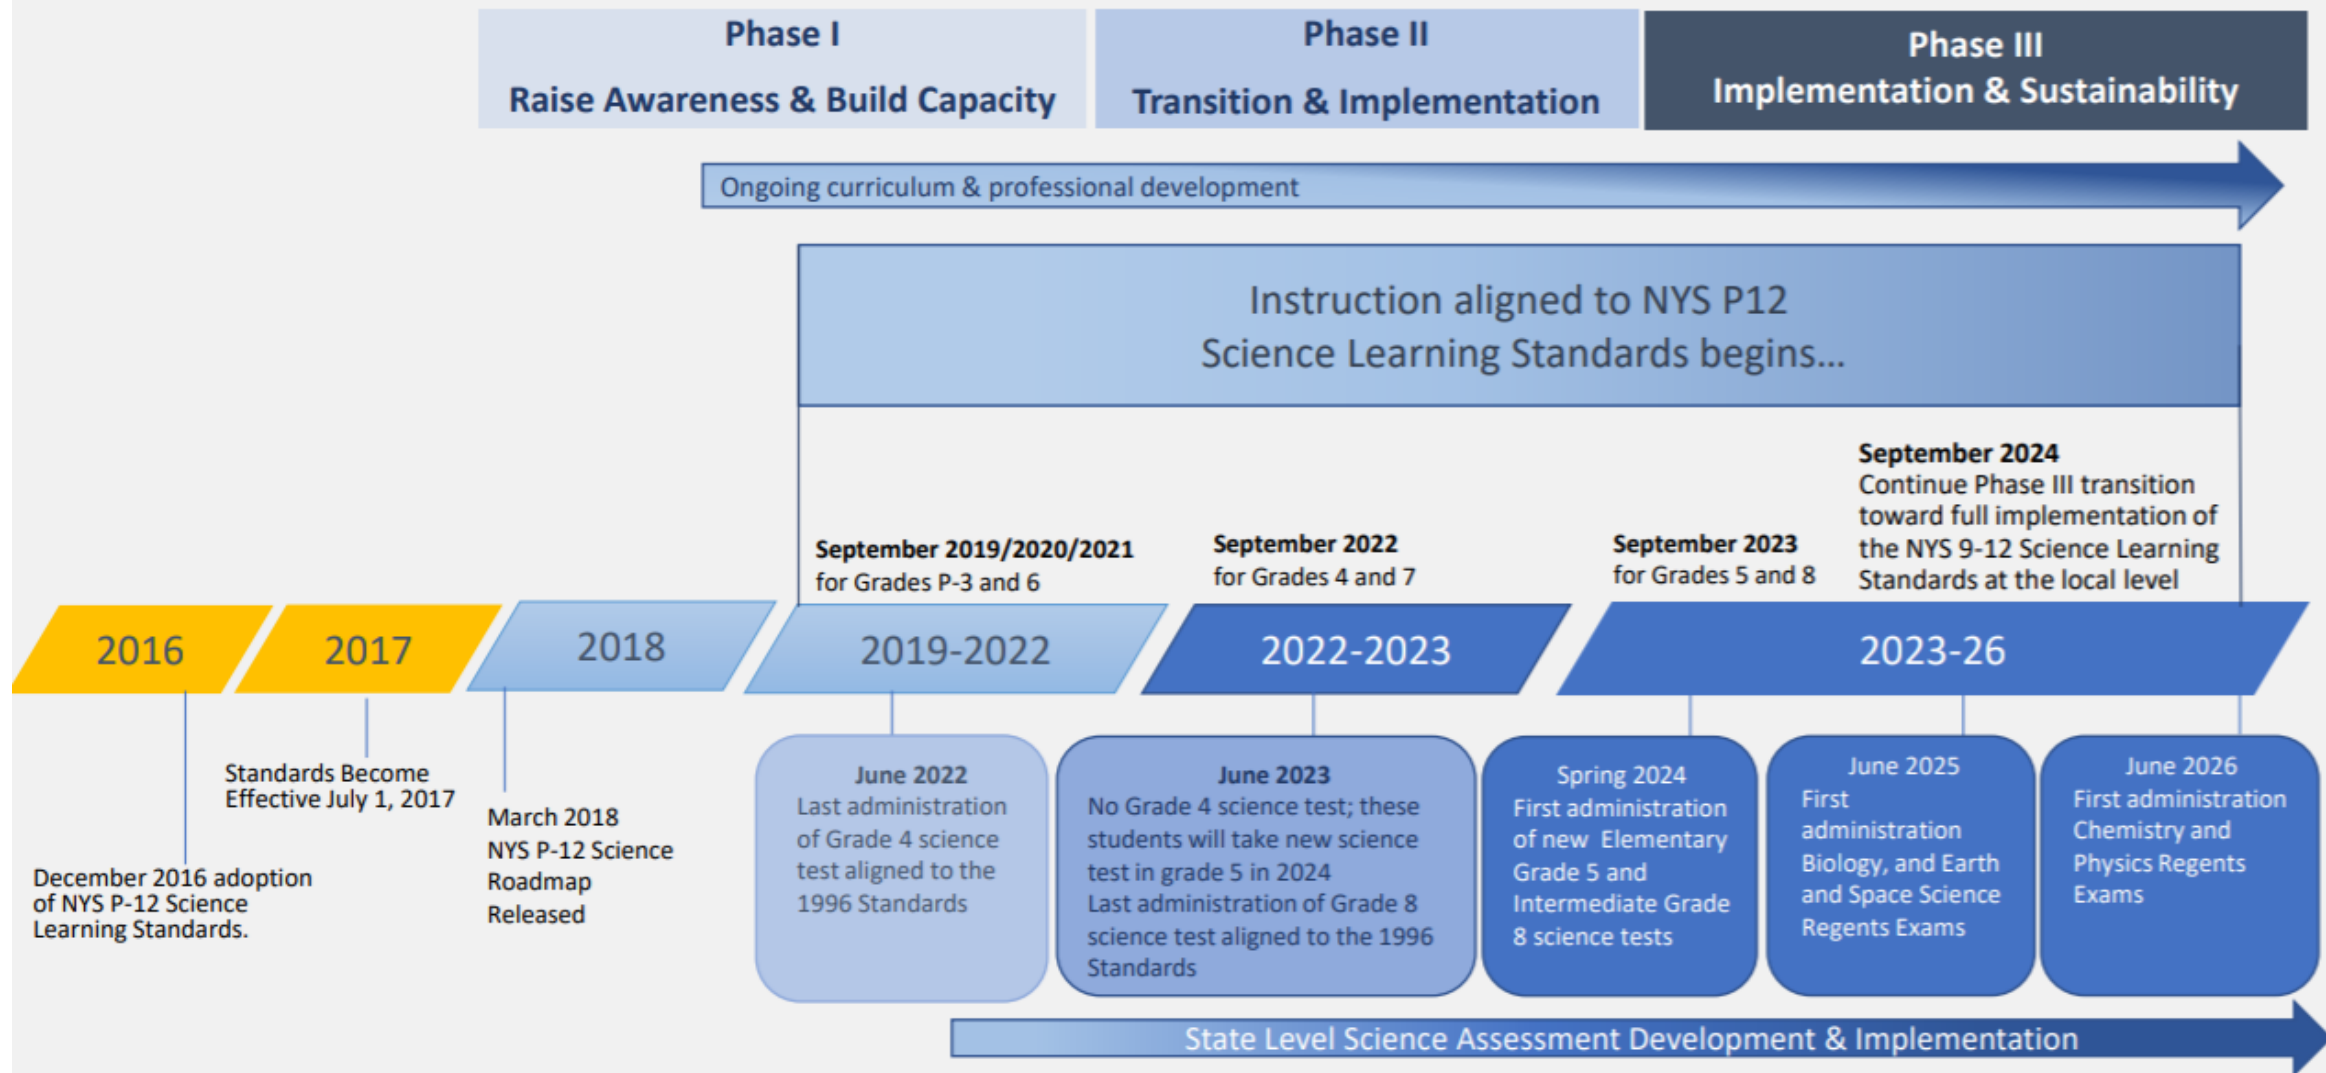 Phase I
Raise Awareness & Build Capacity
Phase II
Transition & Implementation
Phase III
Implementation & Sustainability
Ongoing curriculum & professional development
Instruction aligned to NYS P12
Science Learning Standards begins...
September 2019/2020/2021
for Grades P-3 and 6
September 2022
for Grades 4 and 7
September 2023
for Grades 5 and 8
September 2024
Continue Phase III transition
toward full implementation of
the NYS 9-12 Science Learning
Standards at the local level
2016
2017
2018
2019-2022
2022-2023
2023-26
December 2016 adoption
of NYS P-12 Science
Learning Standards.
Standards Become
Effective July 1, 2017
March 2018
NYS P-12 Science
Roadmap
Released
June 2022
Last administration
of Grade 4 science
test aligned to the
1996 Standards
June 2023
No Grade 4 science test; these
students will take new science
test in grade 5 in 2024
Last administration of Grade 8
science test aligned to the 1996
Standards
Spring 2024
First administration
of new Elementary
Grade 5 and
Intermediate Grade
8 science tests
June 2025
First
administration
Biology, and Earth
and Space Science
Regents Exams
June 2026
First administration
Chemistry and
Physics Regents
Exams
State Level Science Assessment Development & Implementation